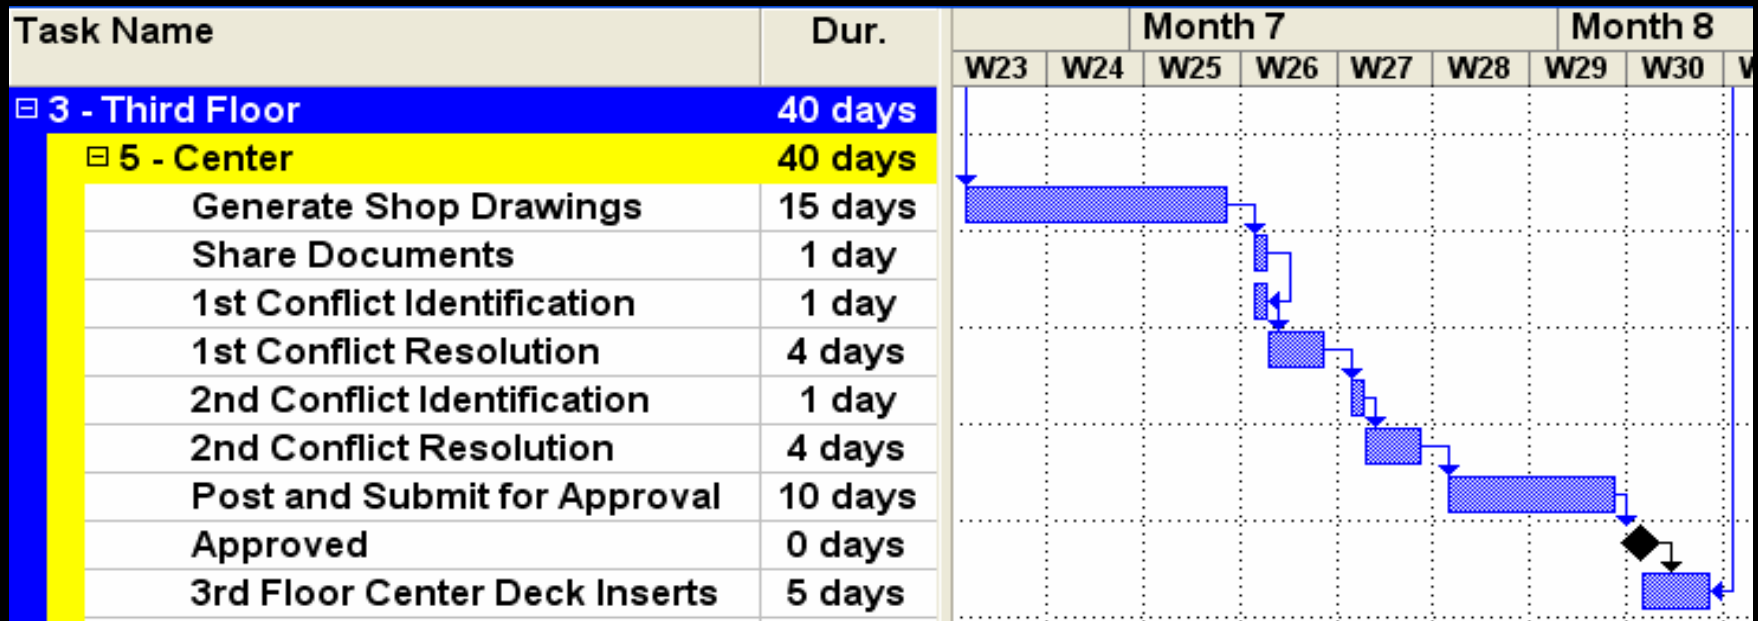 Task Name Dur. Month 7 Month 8
W23 W24 W25 W26 W27 W28 W29 W30
3 - Third Floor 40 days
5 - Center 40 days
Generate Shop Drawings 15 days
Share Documents 1 day
1st Conflict Identification 1 day
1st Conflict Resolution 4 days
2nd Conflict Identification 1 day
2nd Conflict Resolution 4 days
Post and Submit for Approval 10 days
Approved 0 days
3rd Floor Center Deck Inserts 5 days